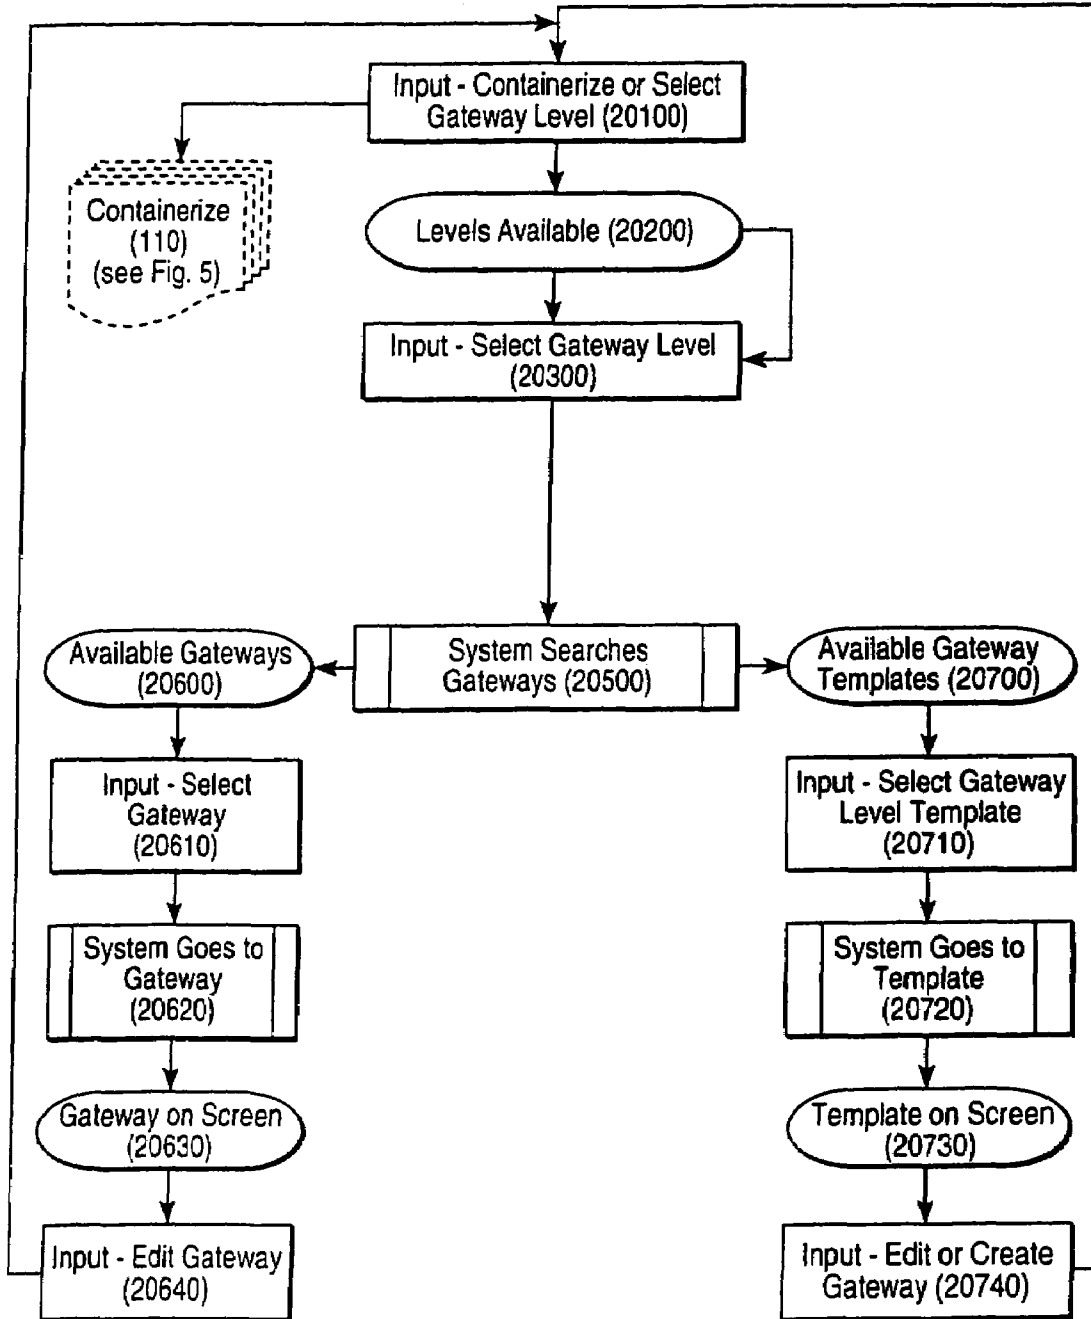 Input - Containerize or Select
Gateway Level (20100)
Containerize
(110)
(see Fig. 5)
Levels Available (20200)
Input - Select Gateway Level
(20300)
System Searches
Gateways (20500)
Available Gateways
(20600)
Input - Select
Gateway
(20610)
System Goes to
Gateway
(20620)
Gateway on Screen
(20630)
Input - Edit Gateway
(20640)
Available Gateway
Templates (20700)
Input - Select Gateway
Level Template
(20710)
System Goes to
Template
(20720)
Template on Screen
(20730)
Input - Edit or Create
Gateway (20740)